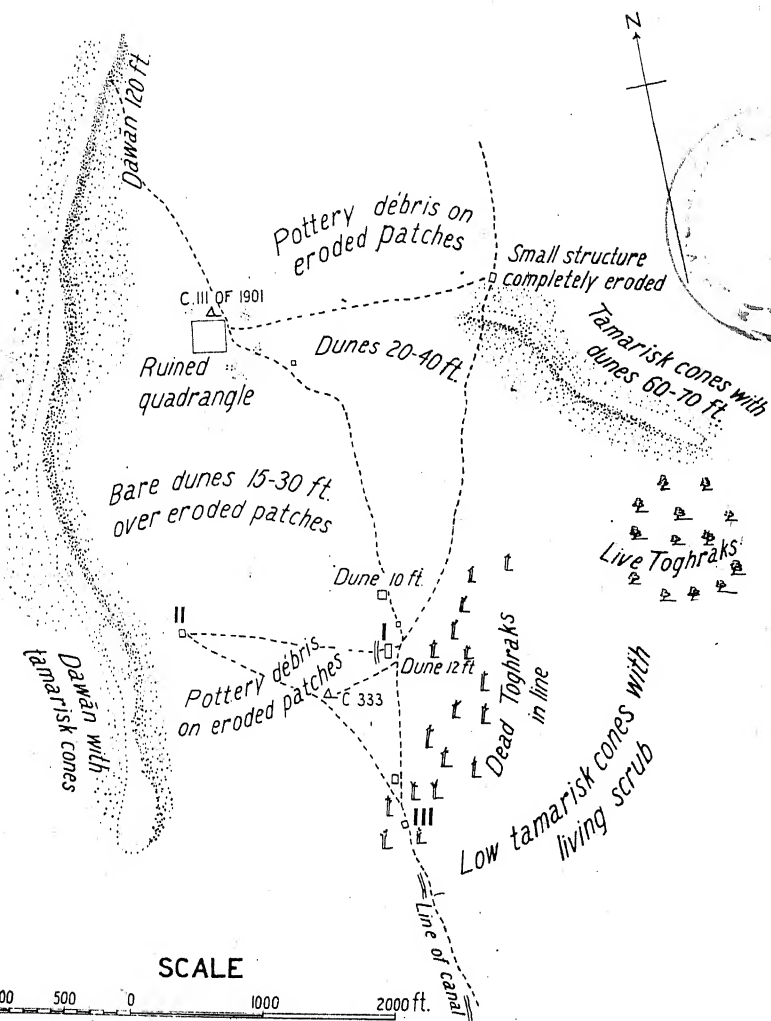 N
Dawān 120 ft.
Pottery débris on
eroded patches
Small structure
completely eroded
C.III OF 1901
Tamarisk cones with
dunes 60-70 ft.
Dunes 20-40 ft.
Ruined
quadrangle
Bare dunes 15-30 ft.
over eroded patches
Live Toghraks
Dune 10 ft.
II
I
Dune 12 ft
Dawān with
tamarisk cones
Pottery débris
on eroded patches
C 333
Dead Toghraks
in line
Low tamarisk cones with
living scrub
III
Line of canal
SCALE
500 0 1000 2000 ft.